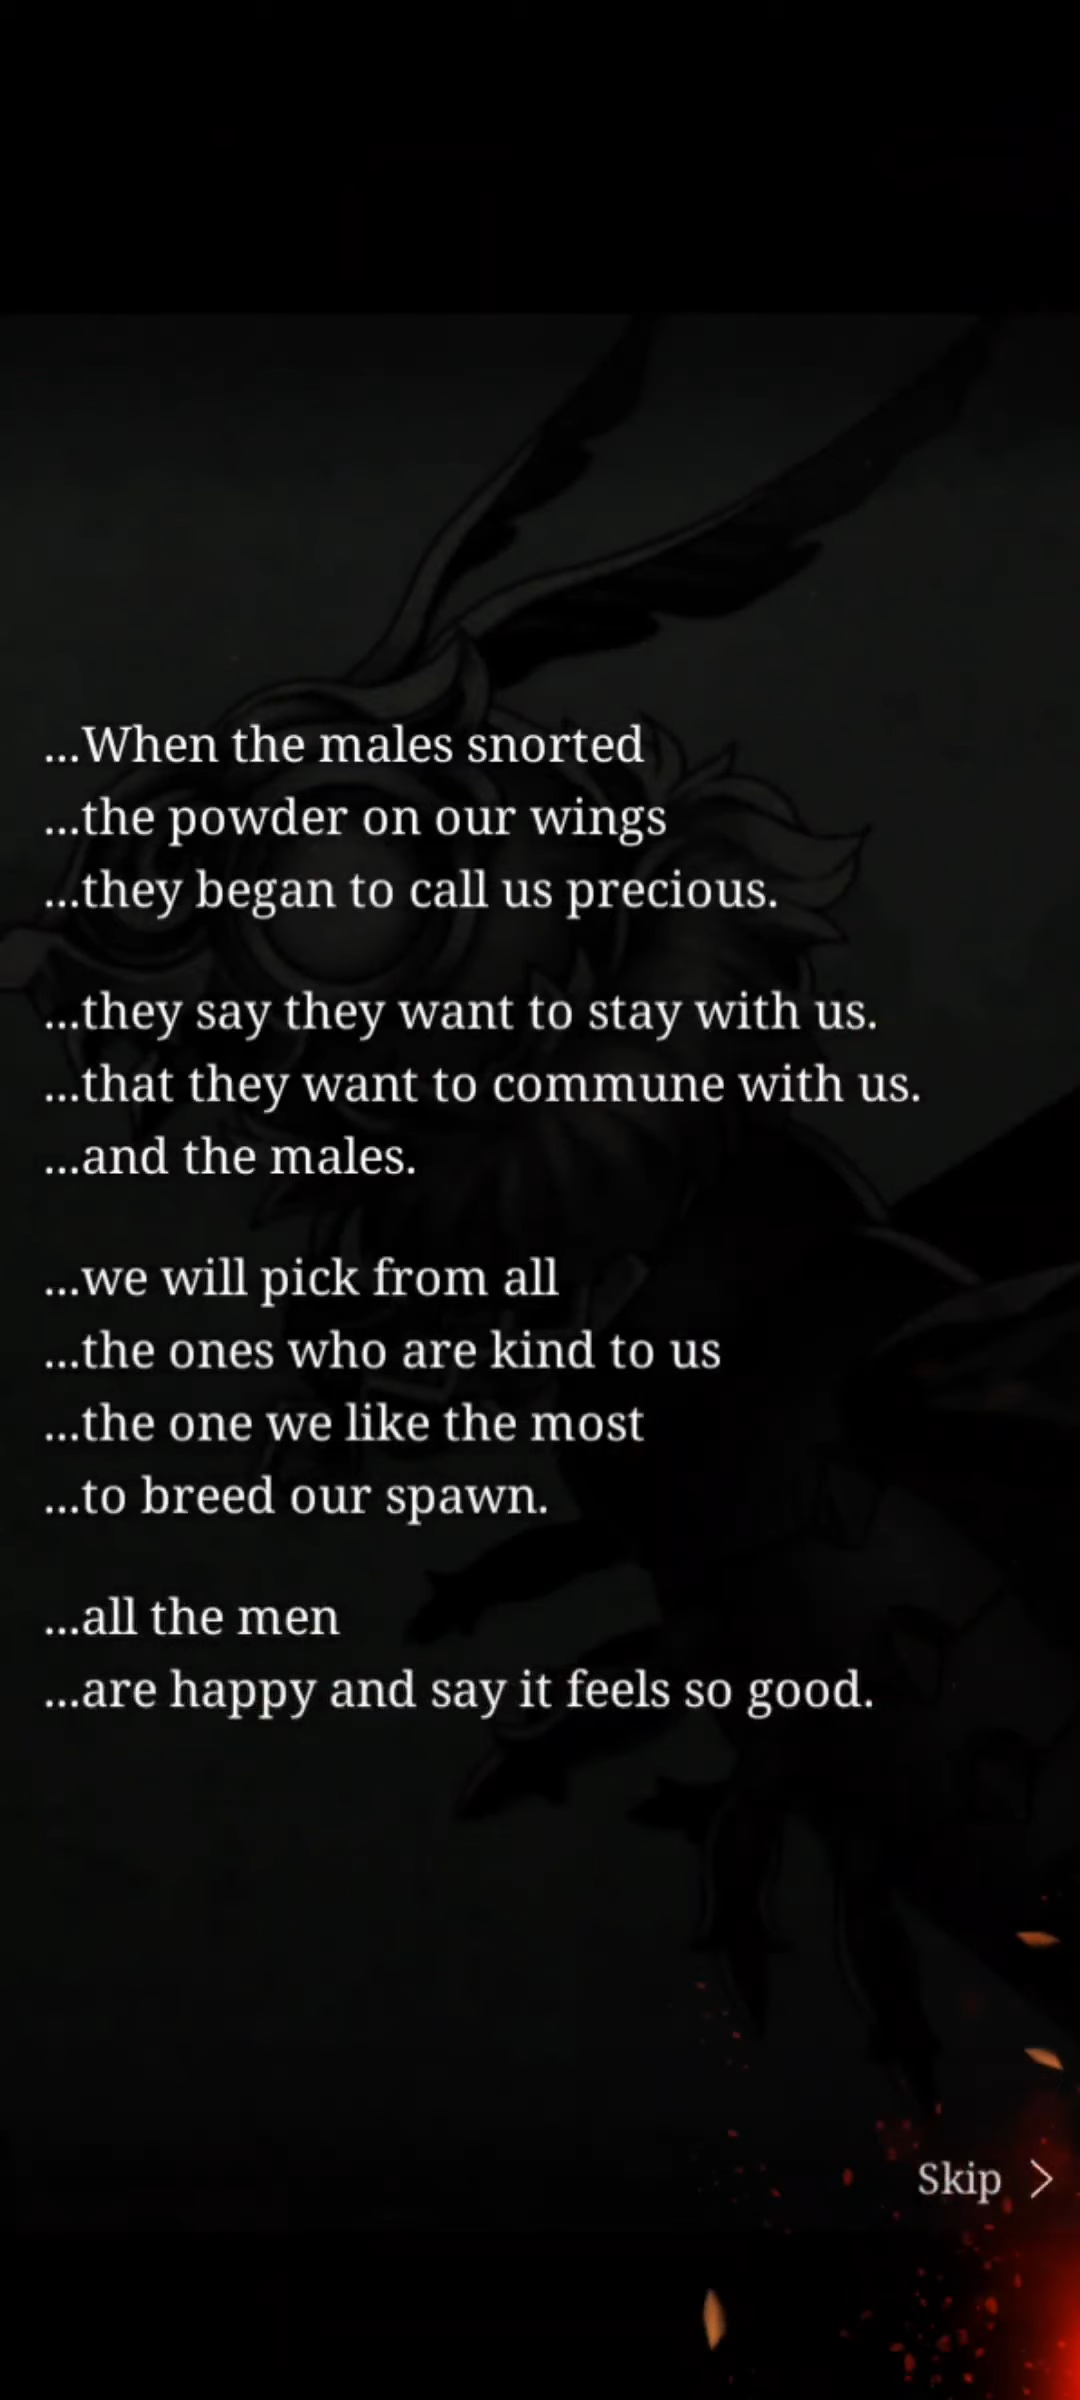 ...When the males snorted
...the powder on our wings
...they began to call us precious.
...they say they want to stay with us.
...that they want to commune with us.
...and the males.
...we will pick from all
...the ones who are kind to us
...the one we like the most
...to breed our spawn.
...all the men
...are happy and say it feels so good.
Skip >